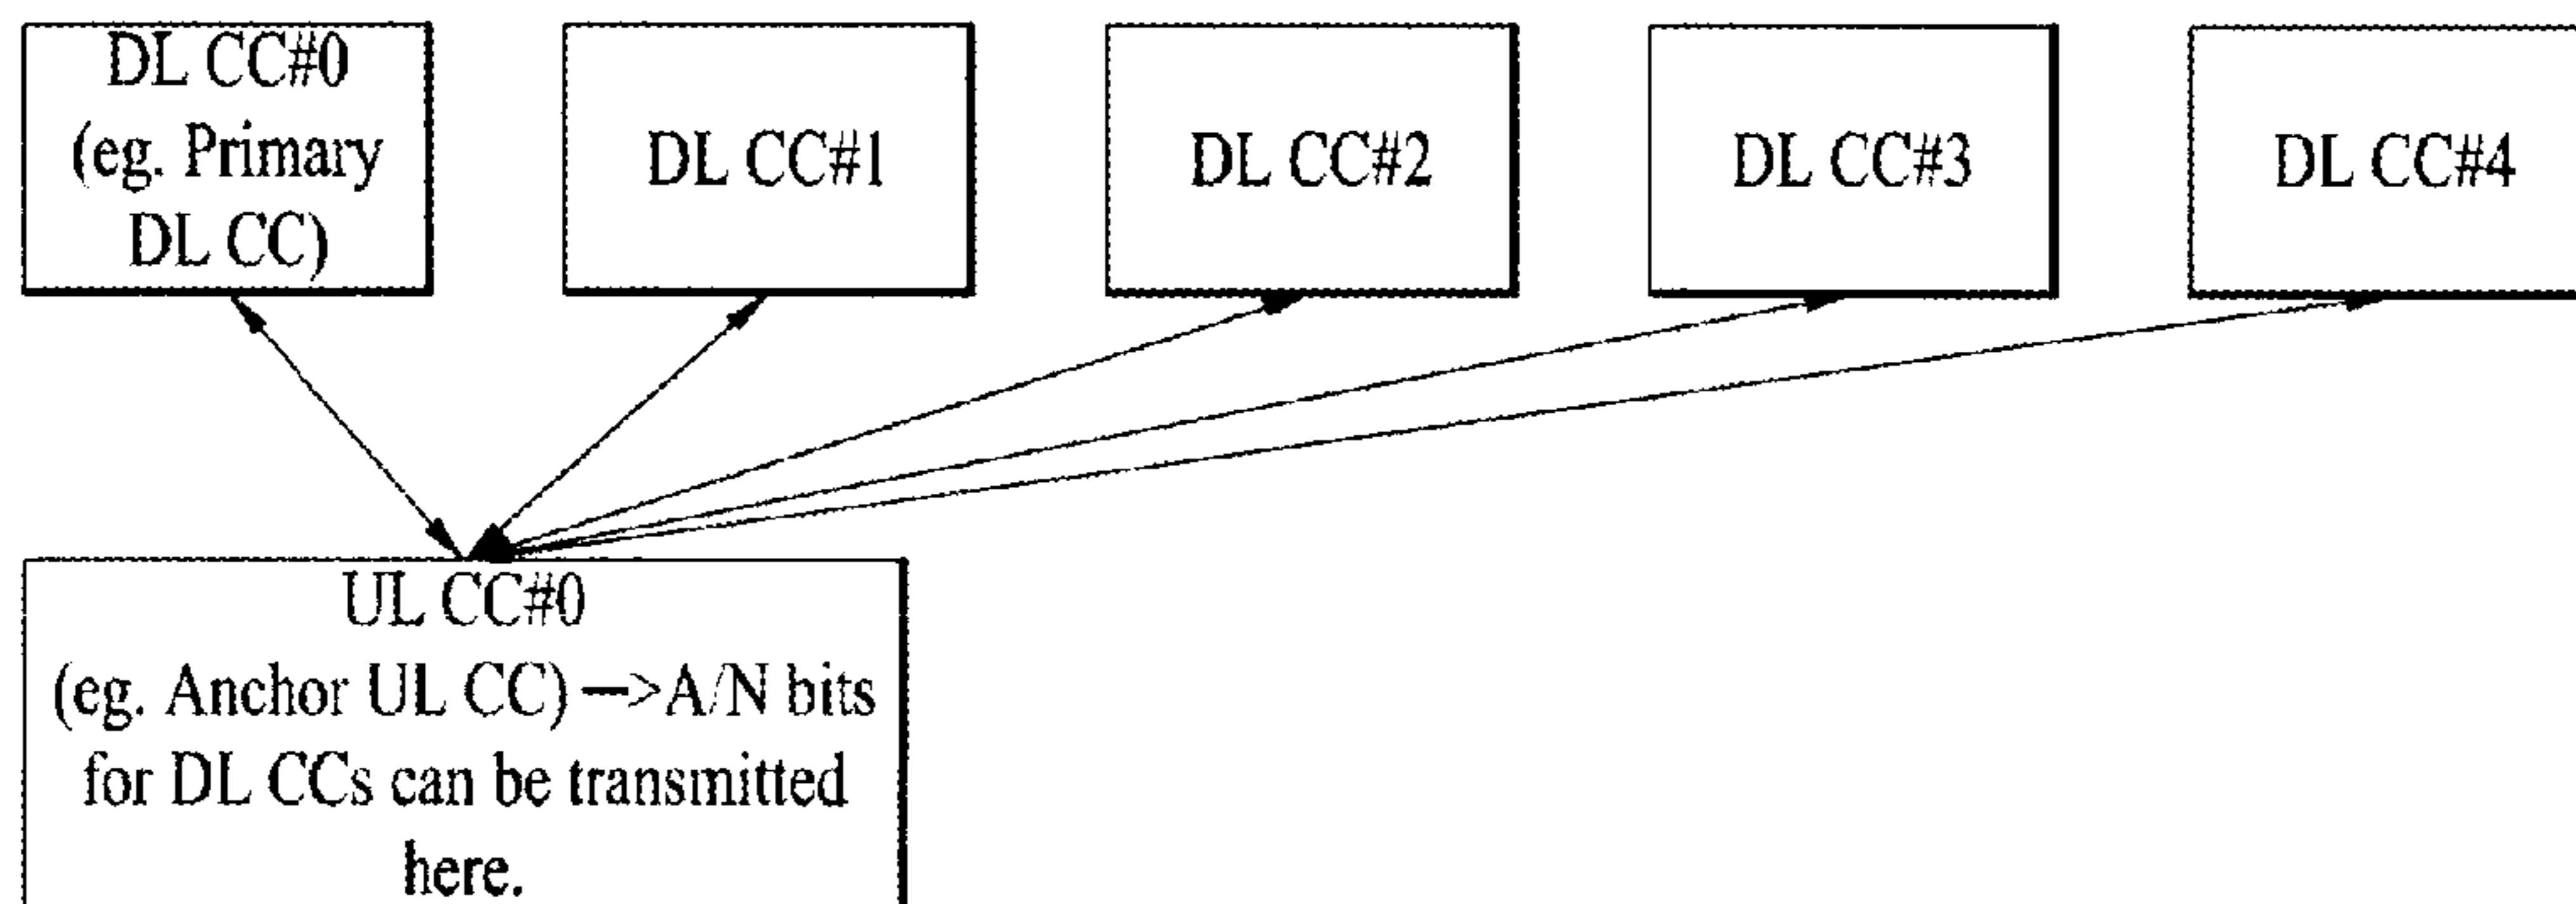 DL CC#0
(eg. Primary
DL CC)
DL CC#1
DL CC#2
DL CC#3
DL CC#4
UL CC#0
(eg. Anchor UL CC) —>A/N bits
for DL CCs can be transmitted
here.